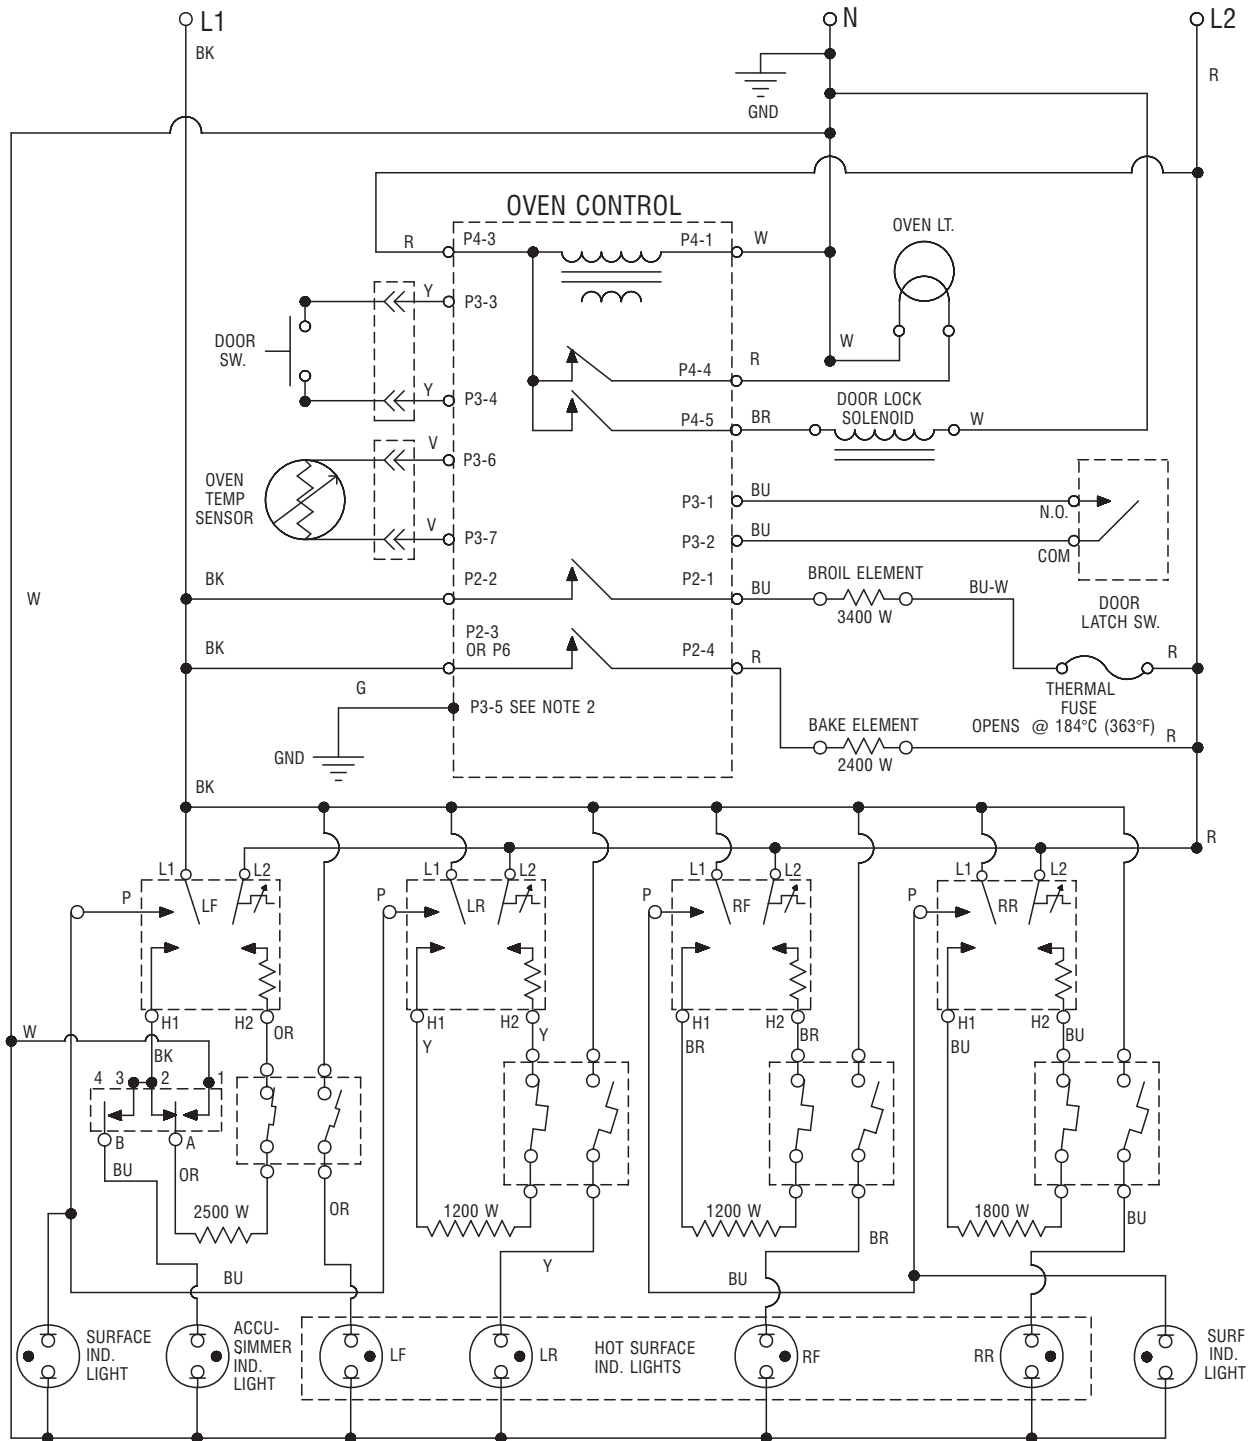 L1
N
L2
BK
R
GND
OVEN CONTROL
OVEN LT.
R
P4-3
P4-1
W
Y
P3-3
DOOR
SW.
W
R
P4-4
Y
P3-4
DOOR LOCK
SOLENOID
P4-5
BR
W
V
P3-6
OVEN
TEMP
SENSOR
P3-1
BU
N.O.
V
P3-7
P3-2
BU
COM
BK
P2-2
P2-1
BU
BROIL ELEMENT
3400 W
BU-W
DOOR
LATCH SW.
W
P2-3
OR P6
BK
P2-4
R
R
G
P3-5 SEE NOTE 2
THERMAL
FUSE
OPENS @ 184°C (363°F)
BAKE ELEMENT
2400 W
R
GND
BK
R
L1
L2
L1
L2
L1
L2
L1
L2
P
LF
P
LR
P
RF
P
RR
H1
H2
H1
H2
H1
H2
H1
H2
W
OR
Y
Y
BR
BR
BU
BU
BK
4
3
2
1
B
A
BU
OR
2500 W
OR
1200 W
1200 W
1800 W
Y
BR
BU
BU
BU
SURFACE
IND.
LIGHT
ACCU-
SIMMER
IND.
LIGHT
LF
LR
HOT SURFACE
IND. LIGHTS
RF
RR
SURF
IND.
LIGHT